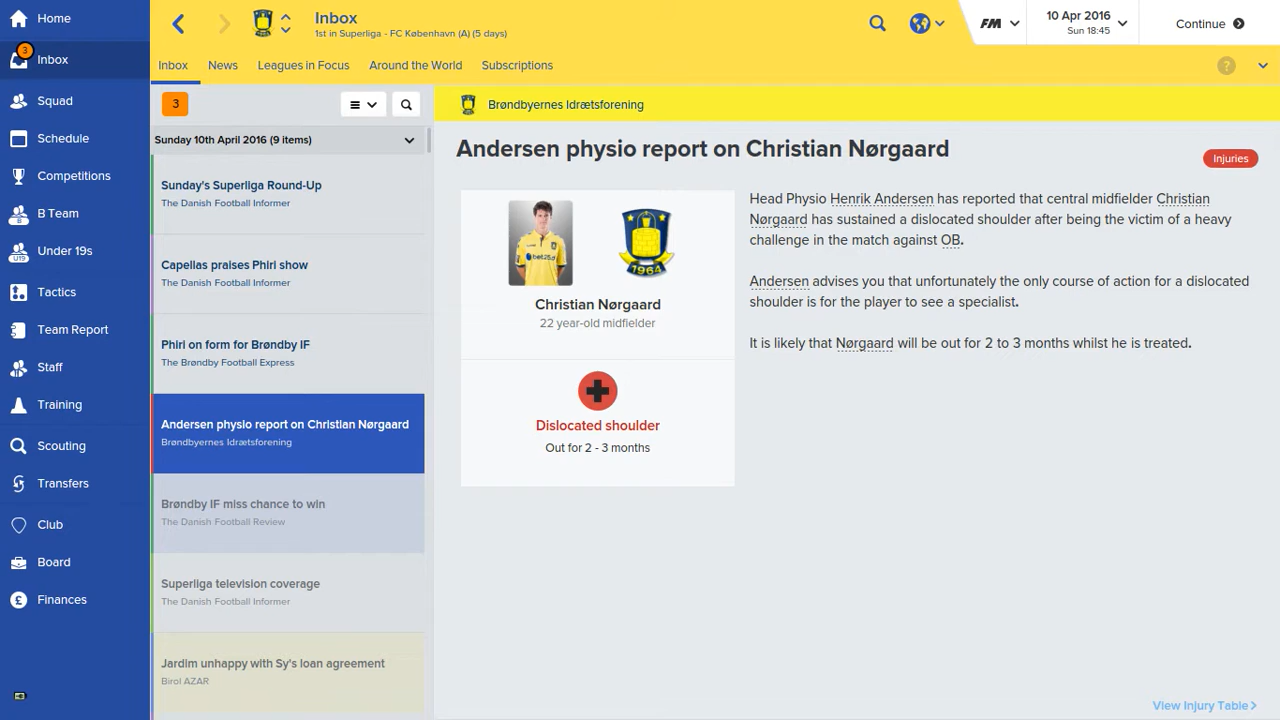 Home
3
Inbox
Squad
Schedule
Competitions
B
B Team
U19
Under 19s
Tactics
Team Report
Staff
Training
Scouting
Transfers
Club
Board
£
Finances
Inbox
1st in Superliga - FC København (A) (5 days)
FM
10 Apr 2016
Sun 18:45
Continue
Inbox
News
Leagues in Focus
Around the World
Subscriptions
?
3
Sunday 10th April 2016 (9 items)
Sunday's Superliga Round-Up
The Danish Football Informer
Capellas praises Phiri show
The Danish Football Informer
Phiri on form for Brøndby IF
The Brøndby Football Express
Andersen physio report on Christian Nørgaard
Brøndbyernes Idrætsforening
Brøndby IF miss chance to win
The Danish Football Review
Superliga television coverage
The Danish Football Informer
Jardim unhappy with Sy's loan agreement
Birol AZAR
Brøndbyernes Idrætsforening
Andersen physio report on Christian Nørgaard
Injuries
bet25.d
1964
Christian Nørgaard
22 year-old midfielder
Dislocated shoulder
Out for 2 - 3 months
Head Physio Henrik Andersen has reported that central midfielder Christian
Nørgaard has sustained a dislocated shoulder after being the victim of a heavy
challenge in the match against OB.
Andersen advises you that unfortunately the only course of action for a dislocated
shoulder is for the player to see a specialist.
It is likely that Nørgaard will be out for 2 to 3 months whilst he is treated.
View Injury Table